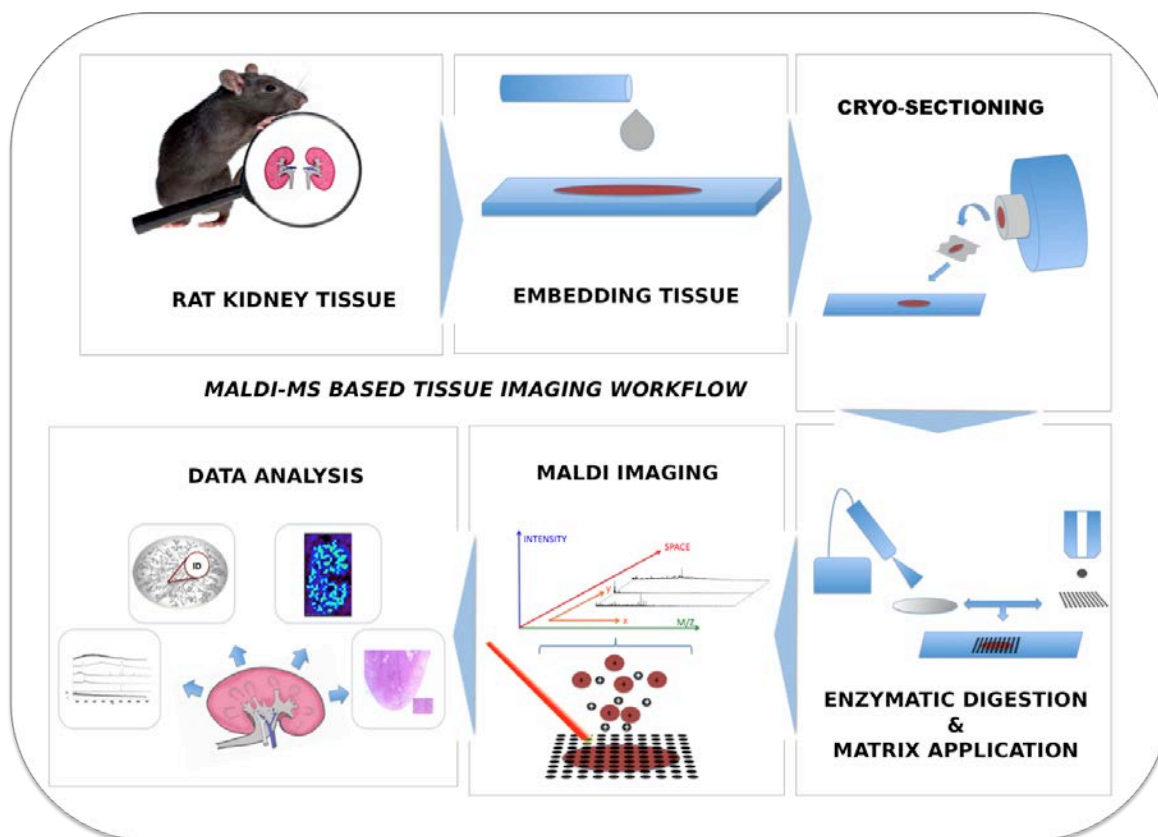 RAT KIDNEY TISSUE
EMBEDDING TISSUE
CRYO-SECTIONING
MALDI-MS BASED TISSUE IMAGING WORKFLOW
DATA ANALYSIS
ID
MALDI IMAGING
INTENSITY
SPACE
y
x
M/Z
ENZYMATIC DIGESTION
&
MATRIX APPLICATION